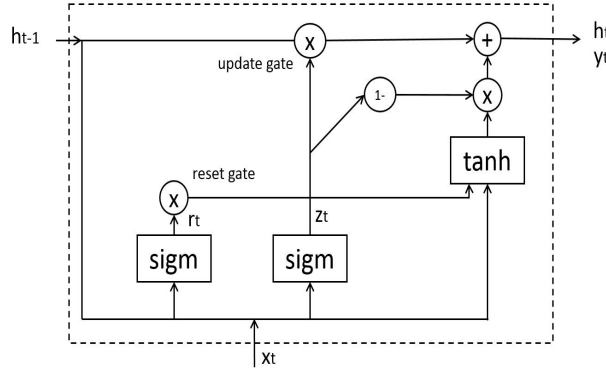 ht-1
x
+
ht
yt
update gate
1-
x
tanh
reset gate
x
rt
zt
sigm
sigm
xt